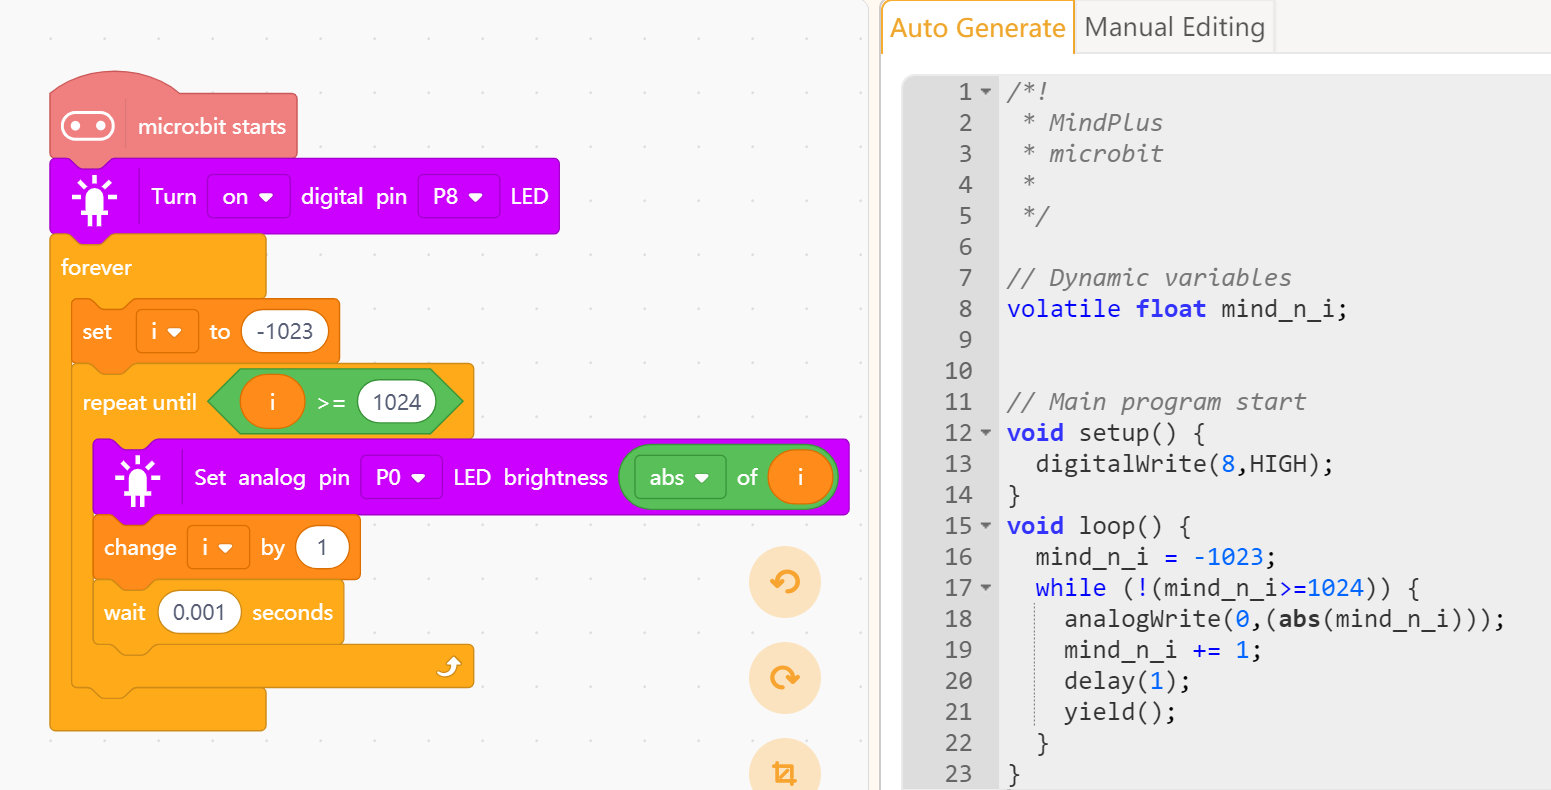 micro:bit starts
Turn on digital pin P8 LED
forever
set i to -1023
repeat until i >= 1024
Set analog pin P0 LED brightness abs of i
change i by 1
wait 0.001 seconds
Auto Generate Manual Editing
1 /*!
2 * MindPlus
3 * microbit
4 *
5 */
6
7 // Dynamic variables
8 volatile float mind_n_i;
9
10
11 // Main program start
12 void setup() {
13 digitalWrite(8,HIGH);
14 }
15 void loop() {
16 mind_n_i = -1023;
17 while (!(mind_n_i>=1024)) {
18 analogWrite(0,(abs(mind_n_i)));
19 mind_n_i += 1;
20 delay(1);
21 yield();
22 }
23 }